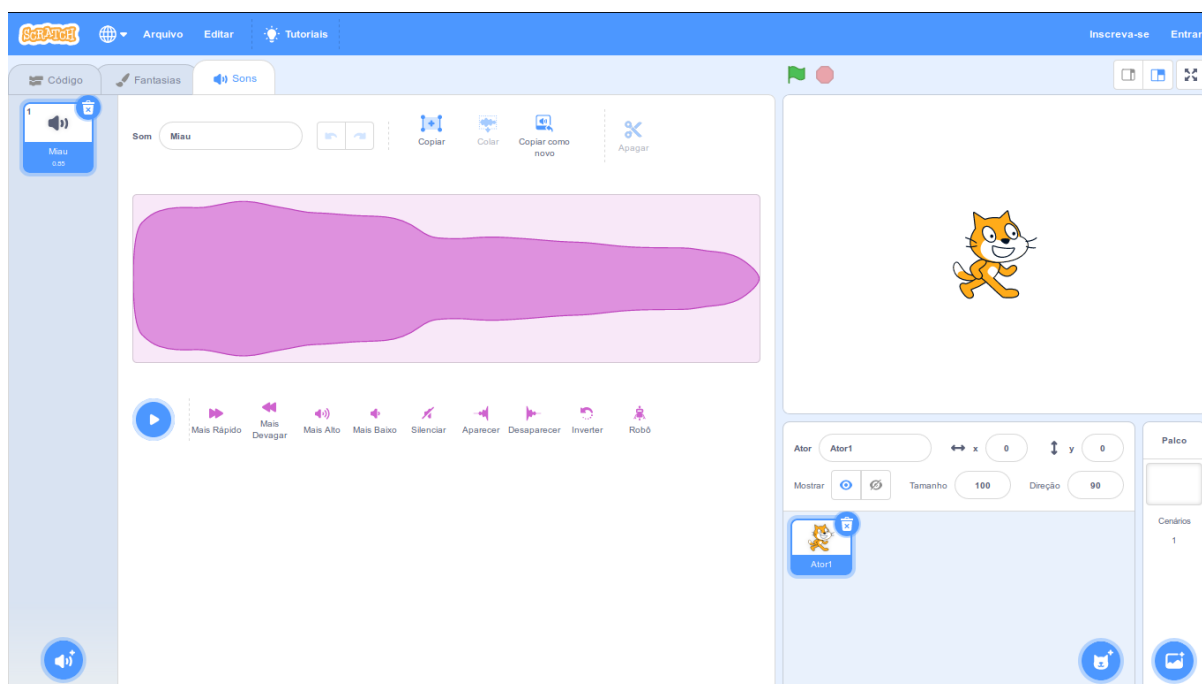 SCRATCH
Arquivo
Editar
Tutoriais
Inscreva-se
Entrar
Código
Fantasias
Sons
1
Miau
0.55
Som
Miau
Copiar
Colar
Copiar como
novo
Apagar
Mais Rápido
Mais
Devagar
Mais Alto
Mais Baixo
Silenciar
Aparecer
Desaparecer
Inverter
Robô
Ator
Ator1
x
0
y
0
Mostrar
Tamanho
100
Direção
90
Ator1
Palco
Cenários
1